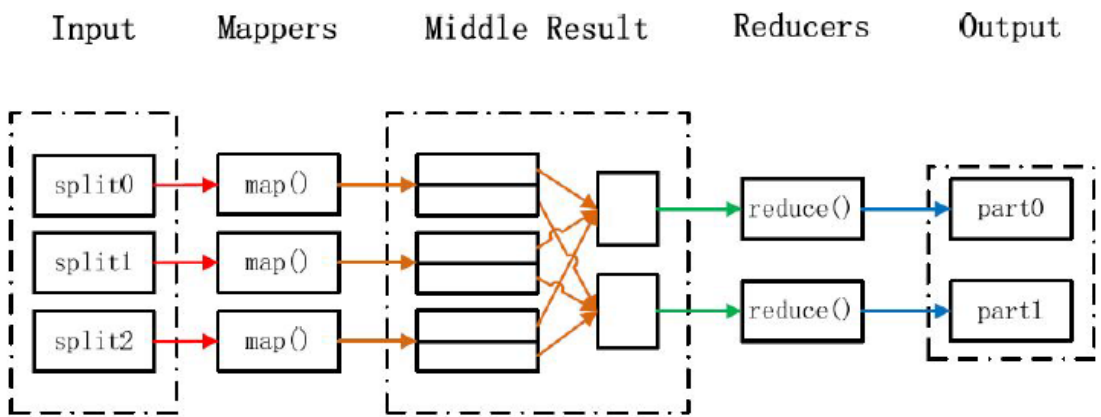 Input Mappers Middle Result Reducers Output
split0 map() reduce() part0
split1 map()
split2 map() reduce() part1